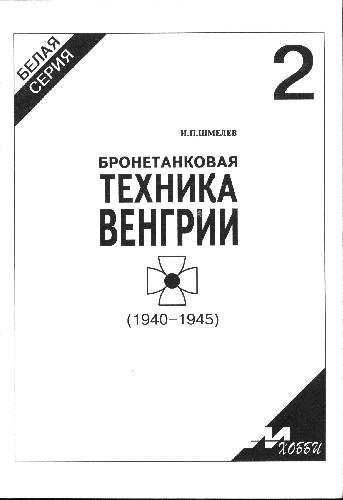 БЕЛАЯ
СЕРИЯ
2
И.П.ШМЕЛЕВ
БРОНЕТАНКОВАЯ
ТЕХНИКА
ВЕНГРИИ
(1940-1945)
М
ХОББИ